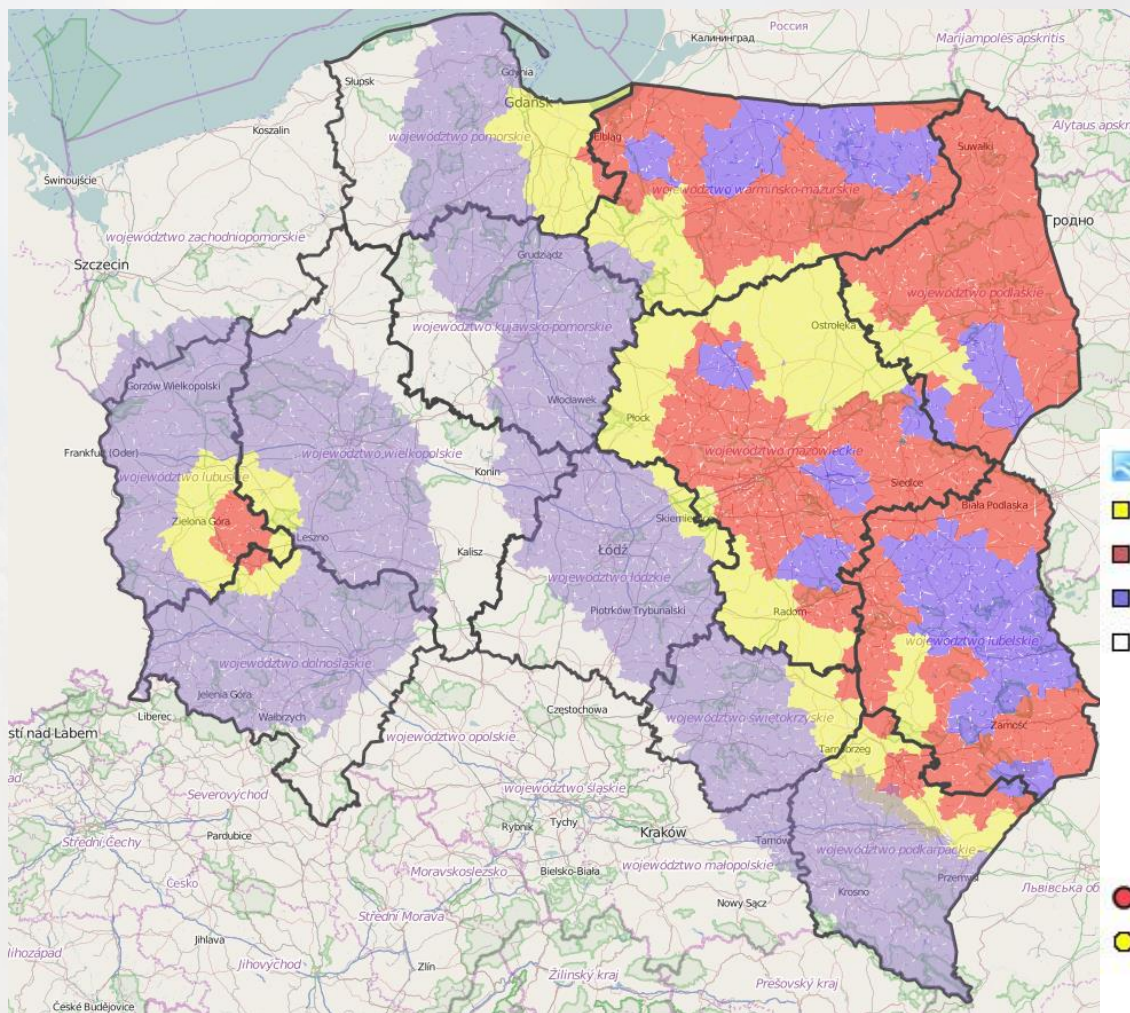 Россия
Marijampolės apskritis
Калининград
Gdynia
Słupsk
Gdańsk
Koszalin
Elbląg
Suwałki
Alytaus apskr
województwo pomorskie
Świnoujście
województwo warmińsko-mazurskie
Гродно
województwo zachodniopomorskie
Szczecin
Grudziądz
województwo podlaskie
województwo kujawsko-pomorskie
Ostrołęka
Gorzów Wielkopolski
Włocławek
Płock
Frankfurt (Oder)
województwo wielkopolskie
województwo mazowieckie
Konin
województwo lubuskie
Siedlce
Biała Podlaska
Zielona Góra
Skierniewi
Leszno
Kalisz
Łódź
województwo łódzkie
Piotrków Trybunalski
Radom
województwo lubelskie
województwo dolnośląskie
Jelenia Góra
Wałbrzych
Częstochowa
województwo świętokrzyskie
Liberec
Zamość
stí nad Labem
województwo opolskie
Tarnobrzeg
Severovýchod
województwo śląskie
Rybnik
Tychy
Kraków
Pardubice
Střední Čechy
Tarnów
województwo podkarpackie
województwo małopolskie
Moravskoslezsko
Bielsko-Biała
Przemyśl
Česko
Krosno
Львівська об
Nowy Sącz
Střední Morava
Jihlava
Jihozápad
Jihovýchod
Zlín
Žilinský kraj
Prešovský kraj
České Budějovice